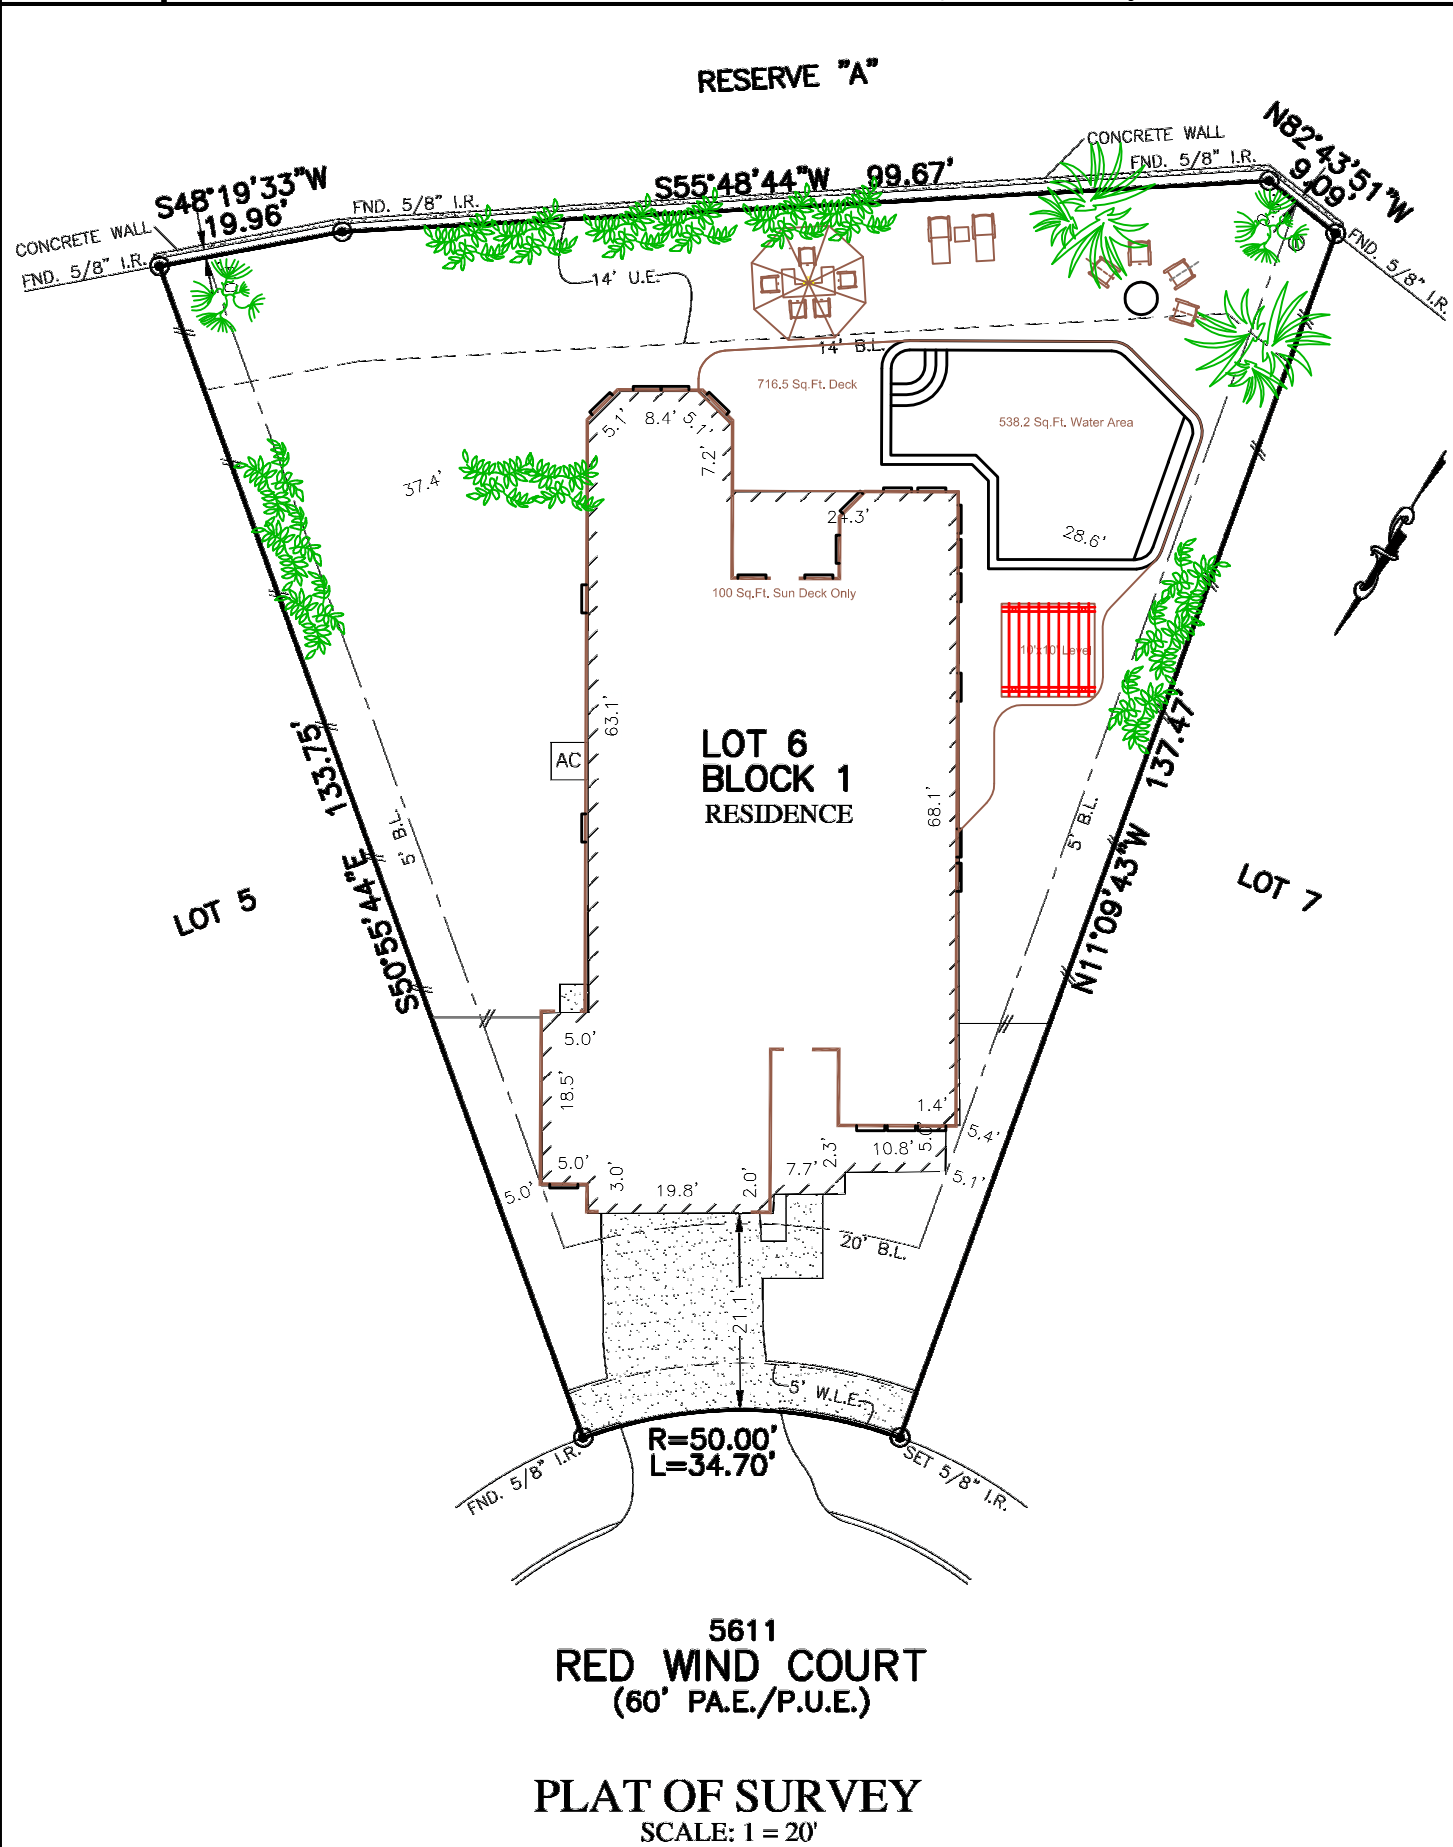 RESERVE "A"
CONCRETE WALL
FND. 5/8" I.R.
N82°43'51"W
9.09'
S48°19'33"W
19.96'
FND. 5/8" I.R.
S55°48'44"W 99.67'
CONCRETE WALL
FND. 5/8" I.R.
FND. 5/8" I.R.
14' U.E.
14' B.L.
716.5 Sq.Ft. Deck
538.2 Sq.Ft. Water Area
5.1'
8.4'
5.1'
7.2'
37.4'
24.3'
28.6'
100 Sq.Ft. Sun Deck Only
10'x10' Level
63.1'
133.75'
137.47'
LOT 6
BLOCK 1
RESIDENCE
AC
68.1'
5' B.L.
5' B.L.
S50°55'44"E
N11°09'43"W
LOT 5
LOT 7
5.0'
18.5'
1.4'
5.0'
5.4'
10.8'
2.3'
5.0'
3.0'
7.7'
5.1'
5.0'
19.8'
2.0'
20' B.L.
21.1'
5' W.L.E.
R=50.00'
L=34.70'
FND. 5/8" I.R.
SET 5/8" I.R.
5611
RED WIND COURT
(60' PA.E./P.U.E.)
PLAT OF SURVEY
SCALE: 1 = 20'